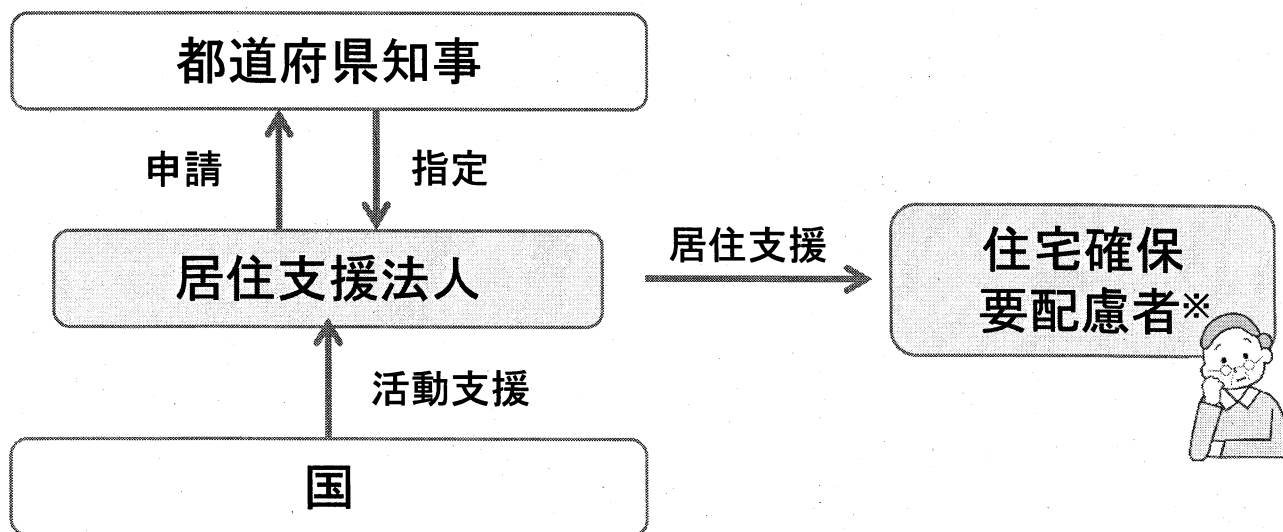 都道府県知事
申請
指定
居住支援法人
居住支援
住宅確保
要配慮者※
活動支援
国